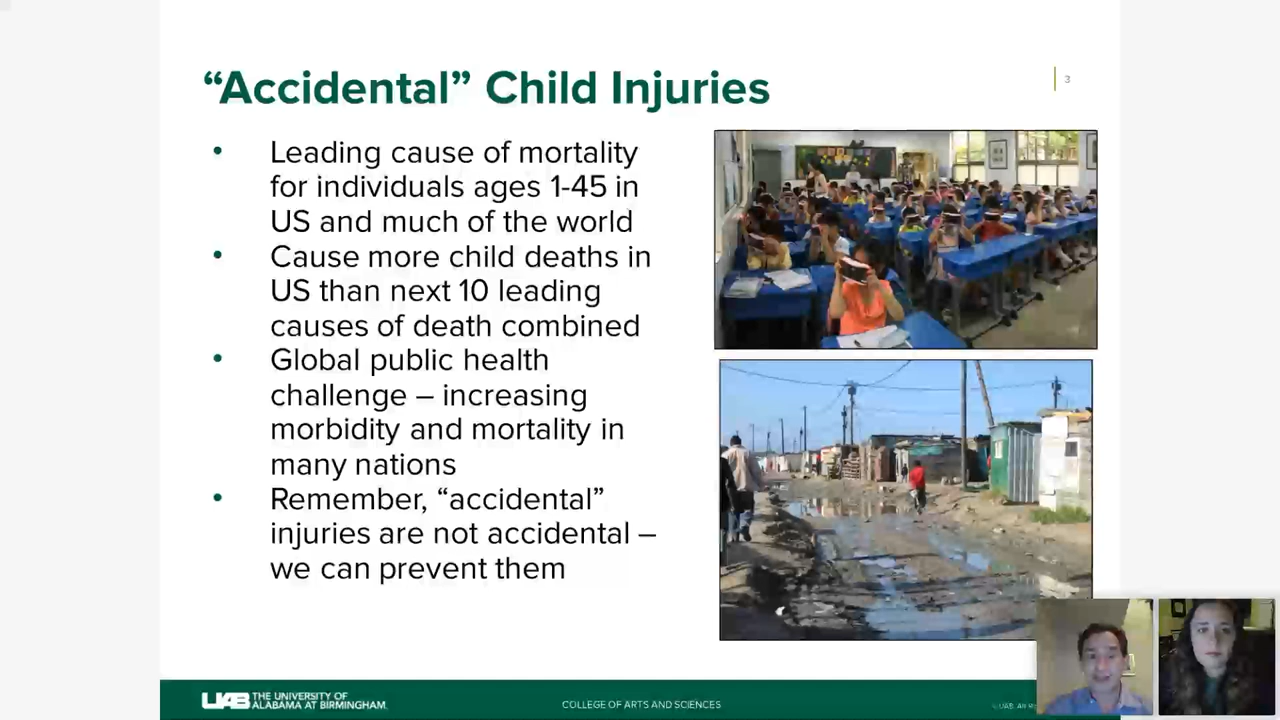 “Accidental” Child Injuries
3
• Leading cause of mortality
for individuals ages 1-45 in
US and much of the world
• Cause more child deaths in
US than next 10 leading
causes of death combined
• Global public health
challenge – increasing
morbidity and mortality in
many nations
• Remember, “accidental”
injuries are not accidental –
we can prevent them
UAB THE UNIVERSITY OF
ALABAMA AT BIRMINGHAM
COLLEGE OF ARTS AND SCIENCES
UAB. All